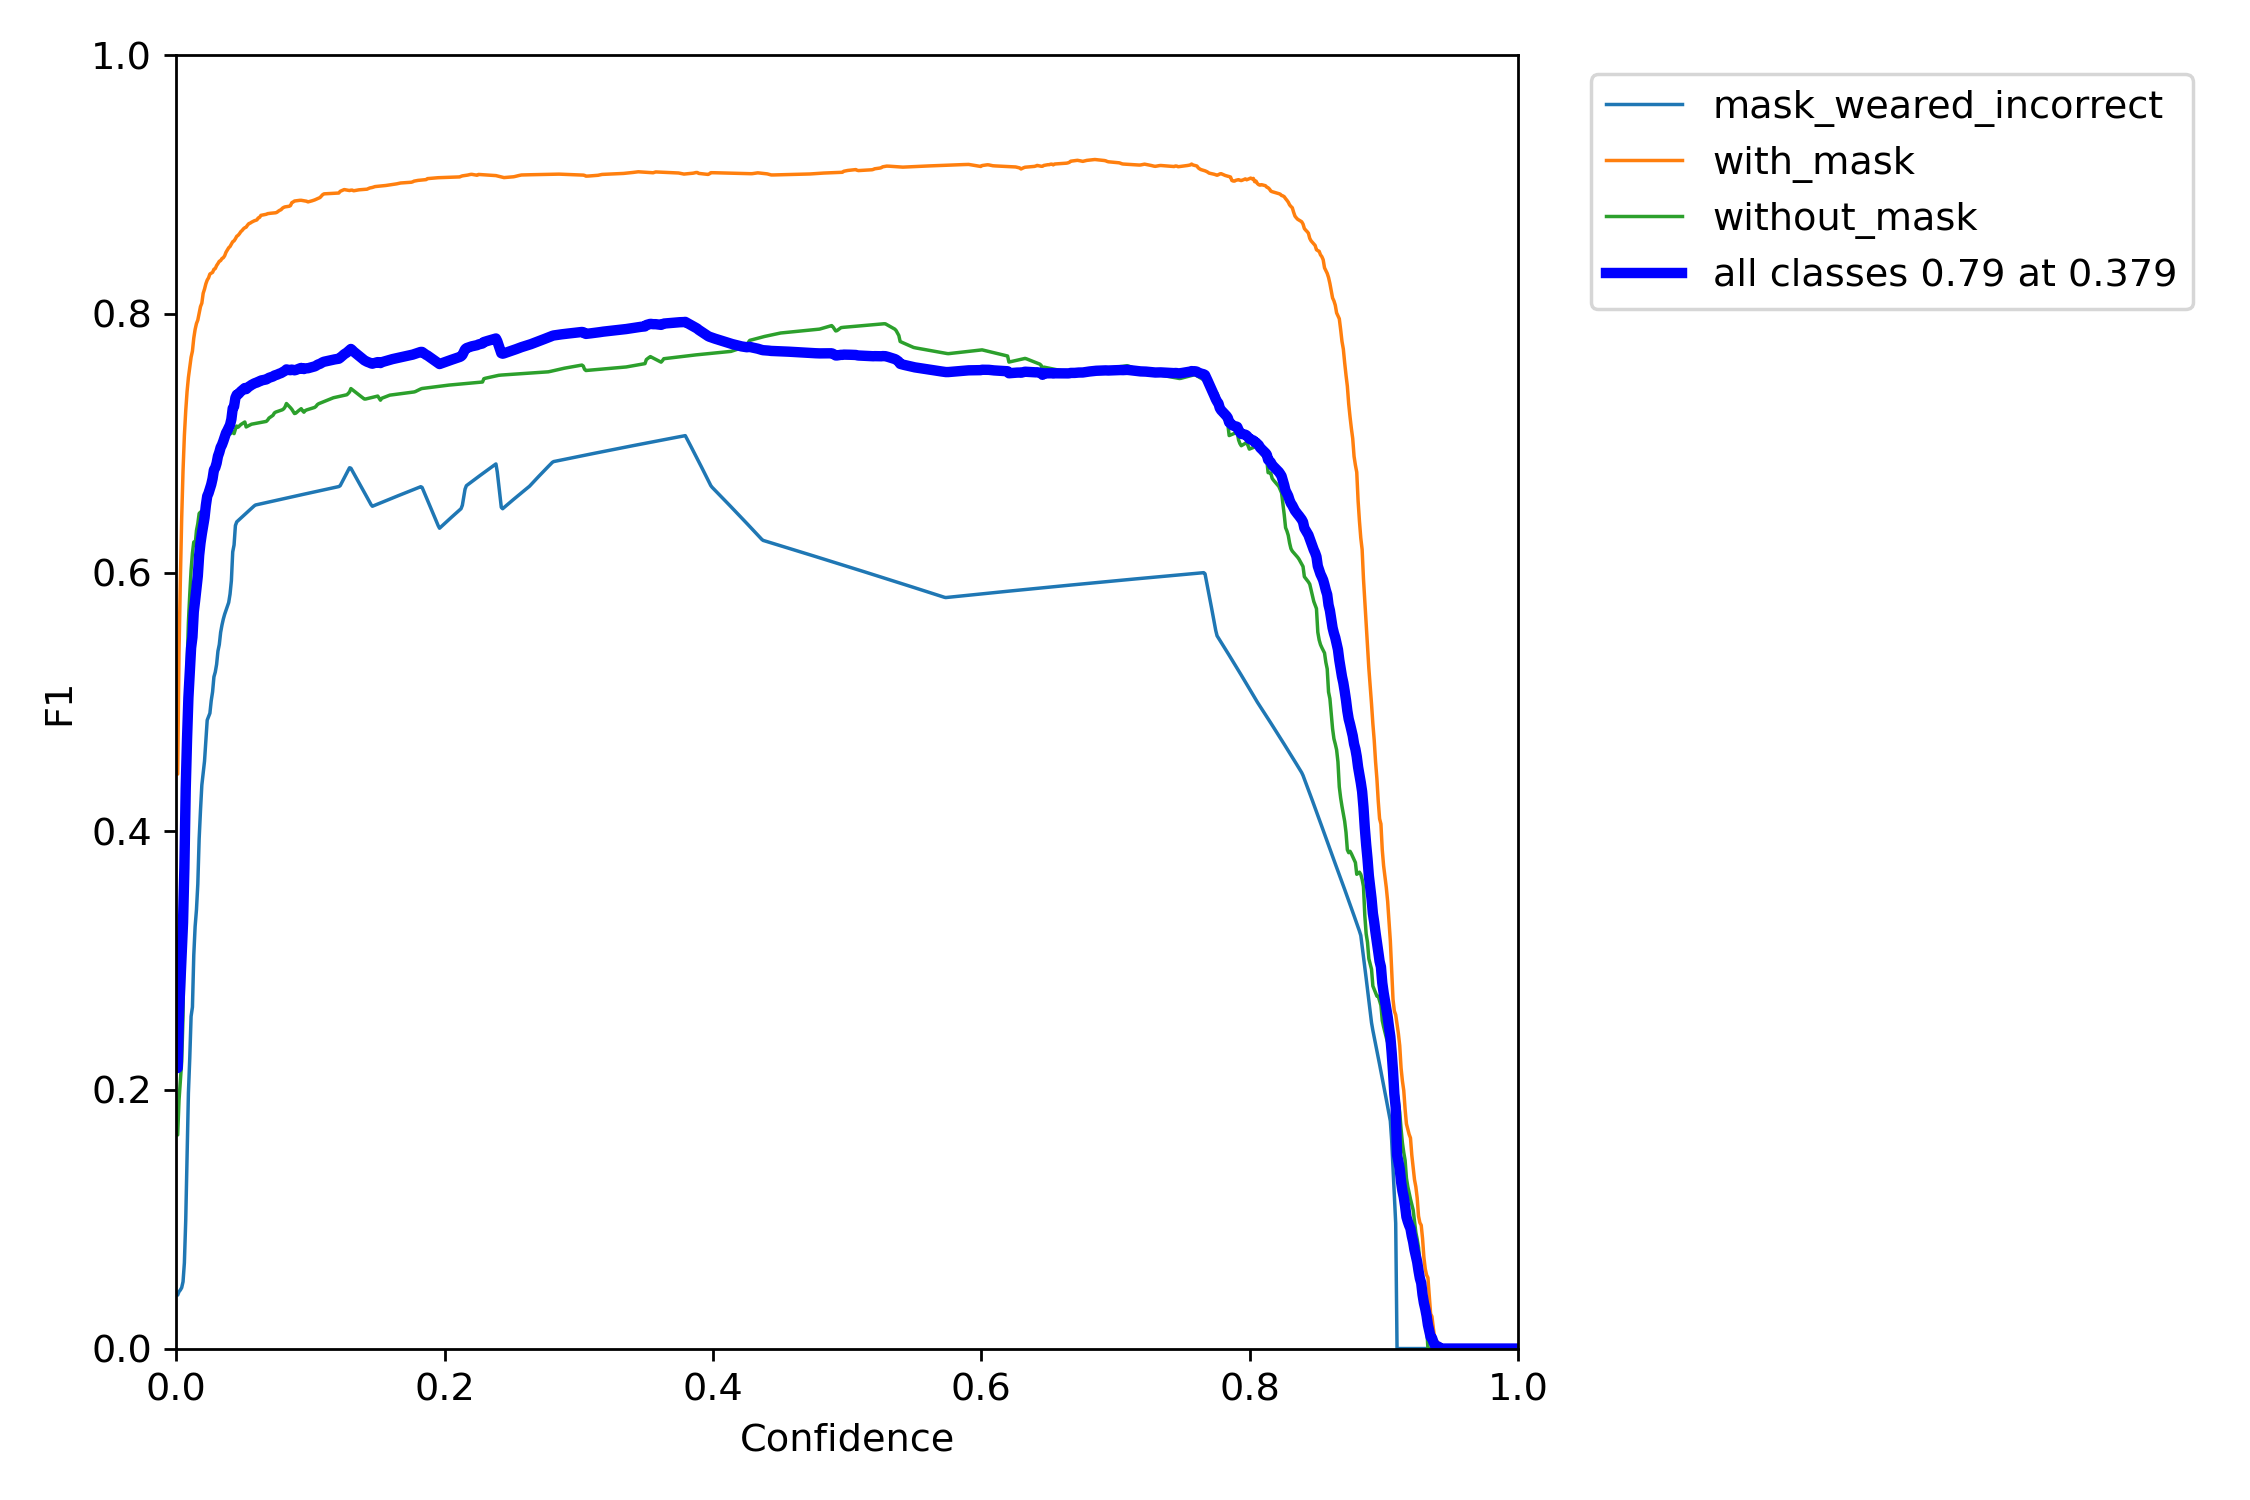 1.0
0.8
0.6
0.4
0.2
0.0
F1
0.0 0.2 0.4 0.6 0.8 1.0
Confidence
mask_weared_incorrect
with_mask
without_mask
all classes 0.79 at 0.379